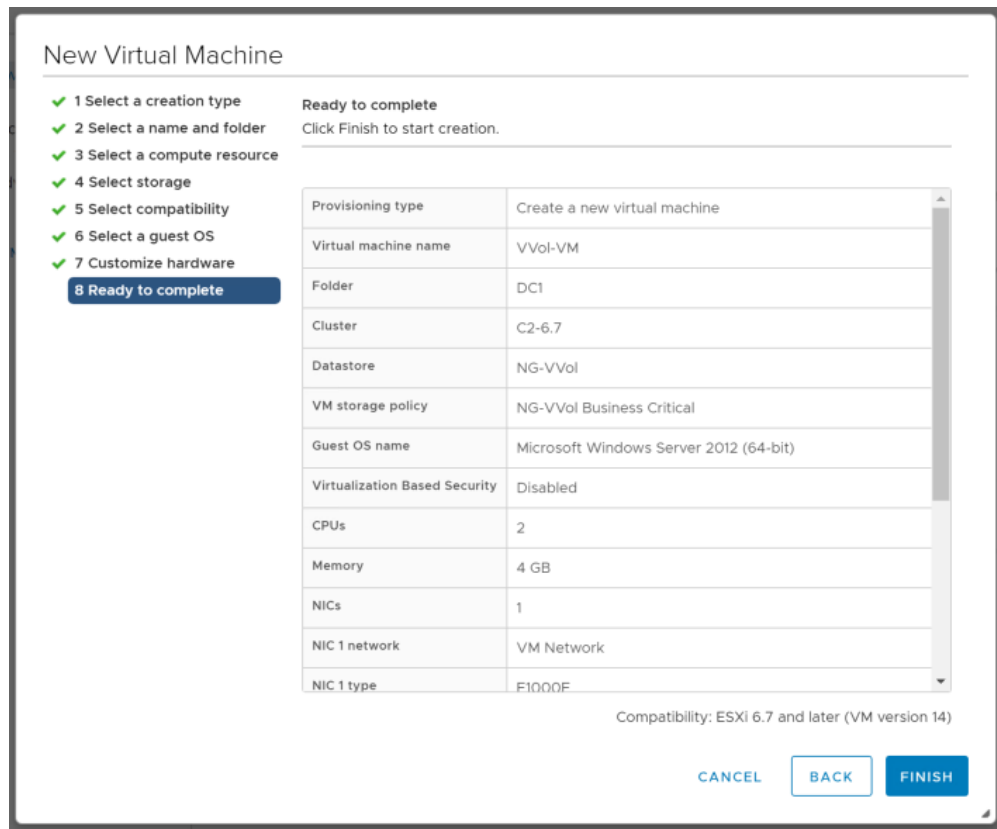 New Virtual Machine
1 Select a creation type
2 Select a name and folder
3 Select a compute resource
4 Select storage
5 Select compatibility
6 Select a guest OS
7 Customize hardware
8 Ready to complete
Ready to complete
Click Finish to start creation.
Provisioning type Create a new virtual machine
Virtual machine name VVol-VM
Folder DC1
Cluster C2-6.7
Datastore NG-VVol
VM storage policy NG-VVol Business Critical
Guest OS name Microsoft Windows Server 2012 (64-bit)
Virtualization Based Security Disabled
CPUs 2
Memory 4 GB
NICs 1
NIC 1 network VM Network
NIC 1 type E1000E
Compatibility: ESXi 6.7 and later (VM version 14)
CANCEL BACK FINISH